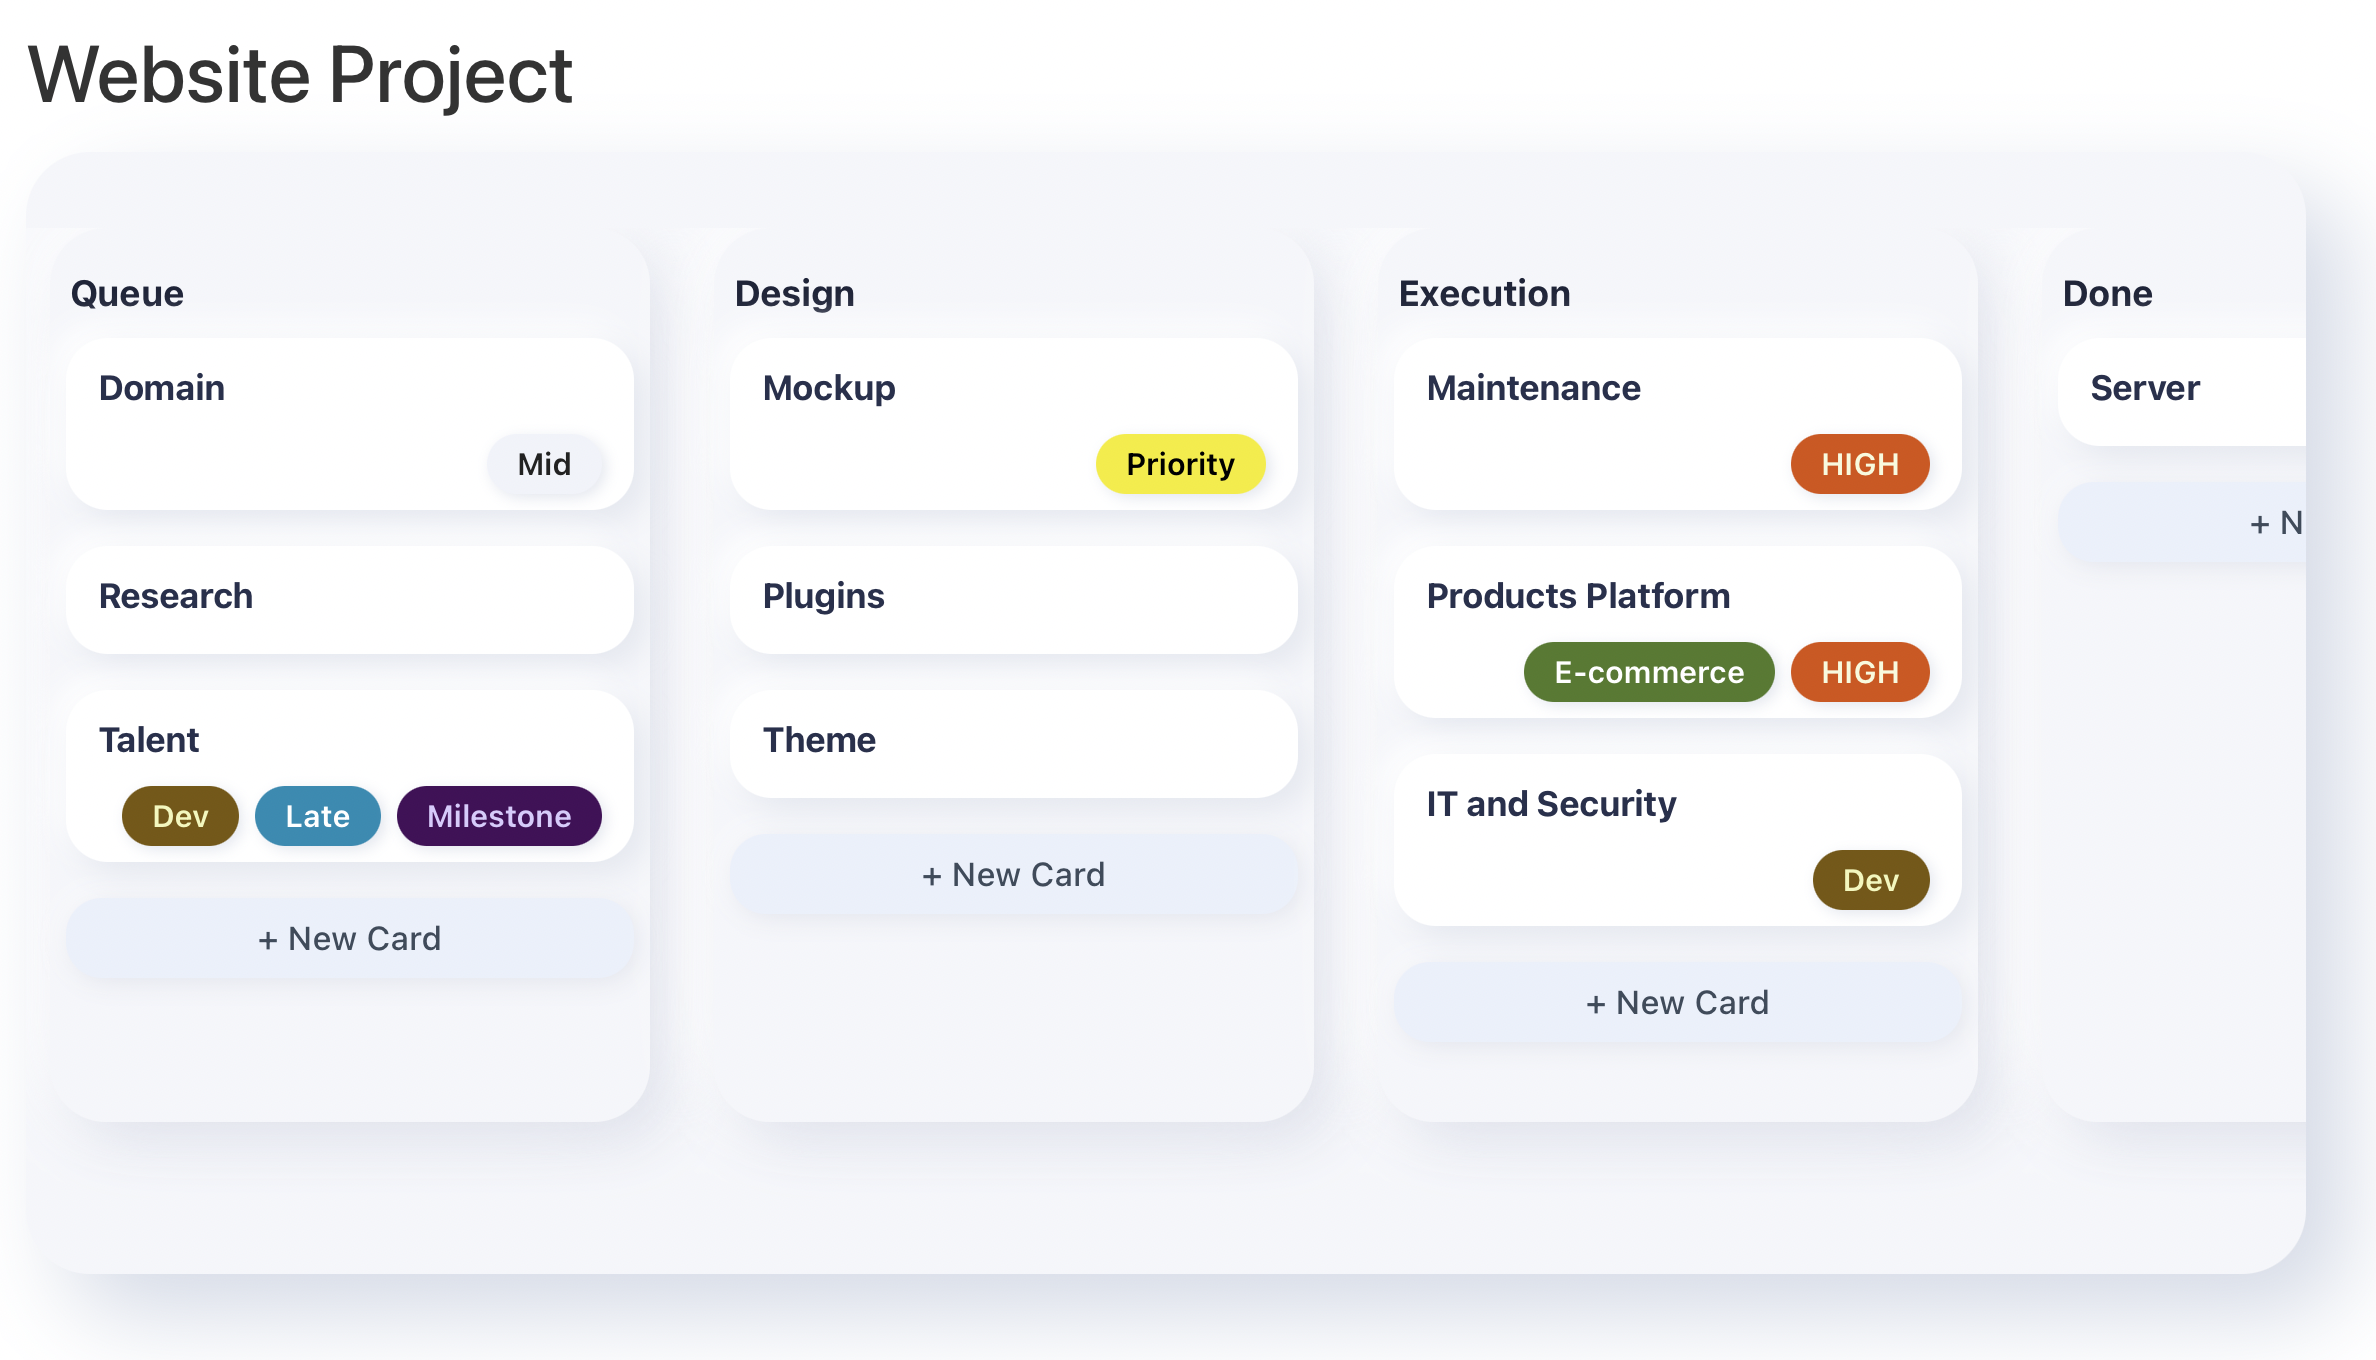 Website Project
Queue
Domain
Mid
Research
Talent
Dev Late Milestone
+ New Card
Design
Mockup
Priority
Plugins
Theme
+ New Card
Execution
Maintenance
HIGH
Products Platform
E-commerce HIGH
IT and Security
Dev
+ New Card
Done
Server
+ N